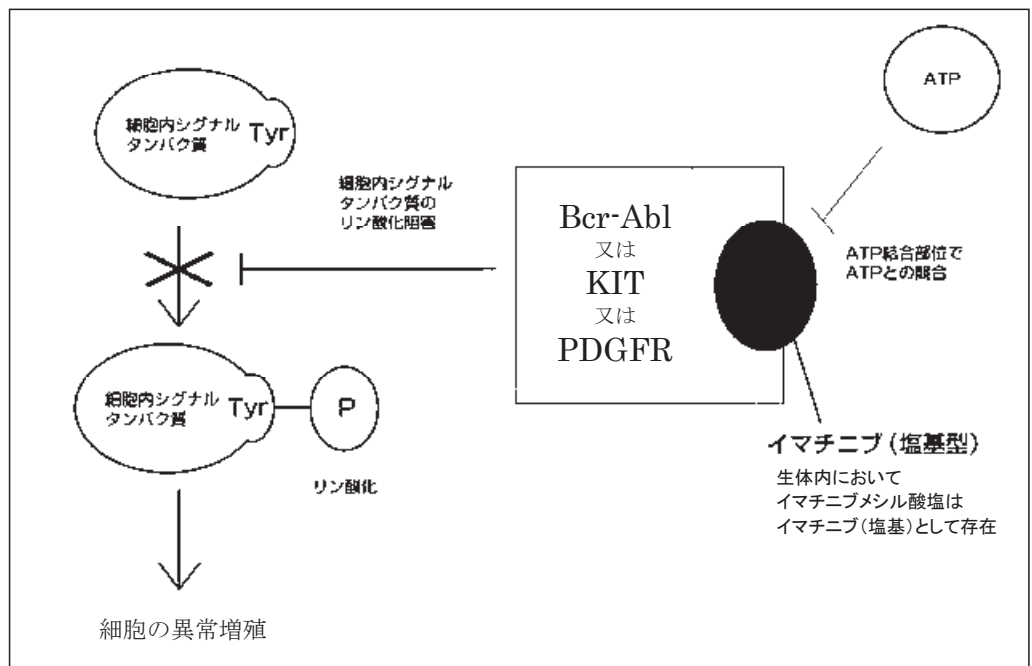 ATP
細胞内シグナル
タンパク質
Tyr
細胞内シグナル
タンパク質の
リン酸化阻害
Bcr-Abl
又は
KIT
又は
PDGFR
ATP結合部位で
ATPとの競合
細胞内シグナル
タンパク質
Tyr
P
リン酸化
イマチニブ(塩基型)
生体内において
イマチニブメシル酸塩は
イマチニブ(塩基)として存在
細胞の異常増殖